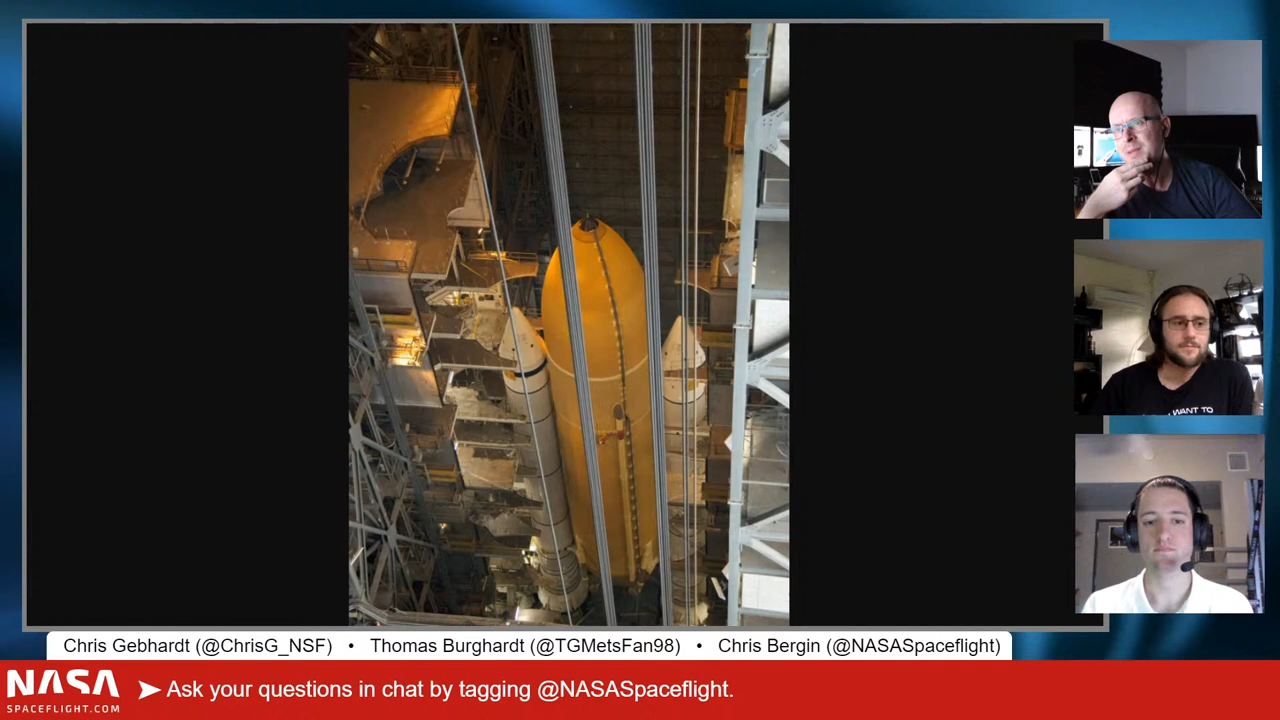 WANT TO
Chris Gebhardt (@ChrisG_NSF) • Thomas Burghardt (@TGMetsFan98) • Chris Bergin (@NASASpaceflight)
NASA
SPACEFLIGHT.COM
Ask your questions in chat by tagging @NASASpaceflight.